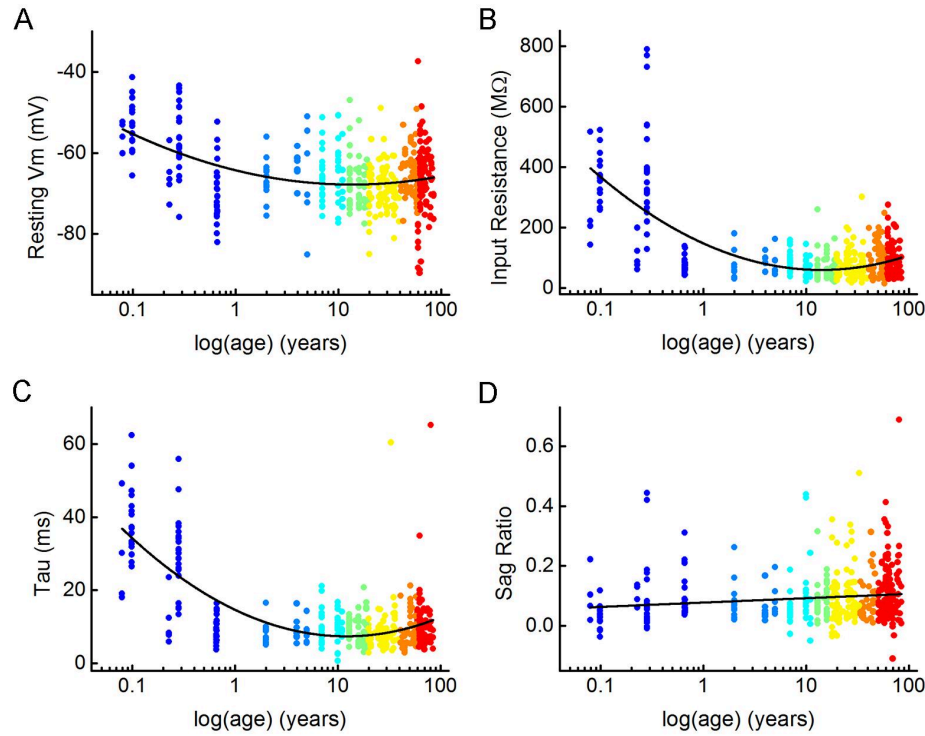 A
-40
-60
-80
Resting Vm (mV)
0.1 1 10 100
log(age) (years)
B
800
600
400
200
0
Input Resistance (MΩ)
0.1 1 10 100
log(age) (years)
C
60
40
20
0
Tau (ms)
0.1 1 10 100
log(age) (years)
D
0.6
0.4
0.2
0.0
Sag Ratio
0.1 1 10 100
log(age) (years)